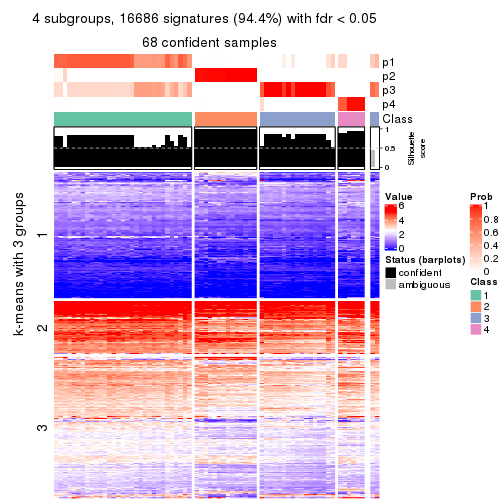 4 subgroups, 16686 signatures (94.4%) with fdr < 0.05
68 confident samples
p1
p2
p3
p4
Class
1
0.5
0
Silhouette
score
k-means with 3 groups
1
2
3
Value
6
4
2
0
Status (barplots)
confident
ambiguous
Prob
1
0.8
0.6
0.4
0.2
0
Class
1
2
3
4